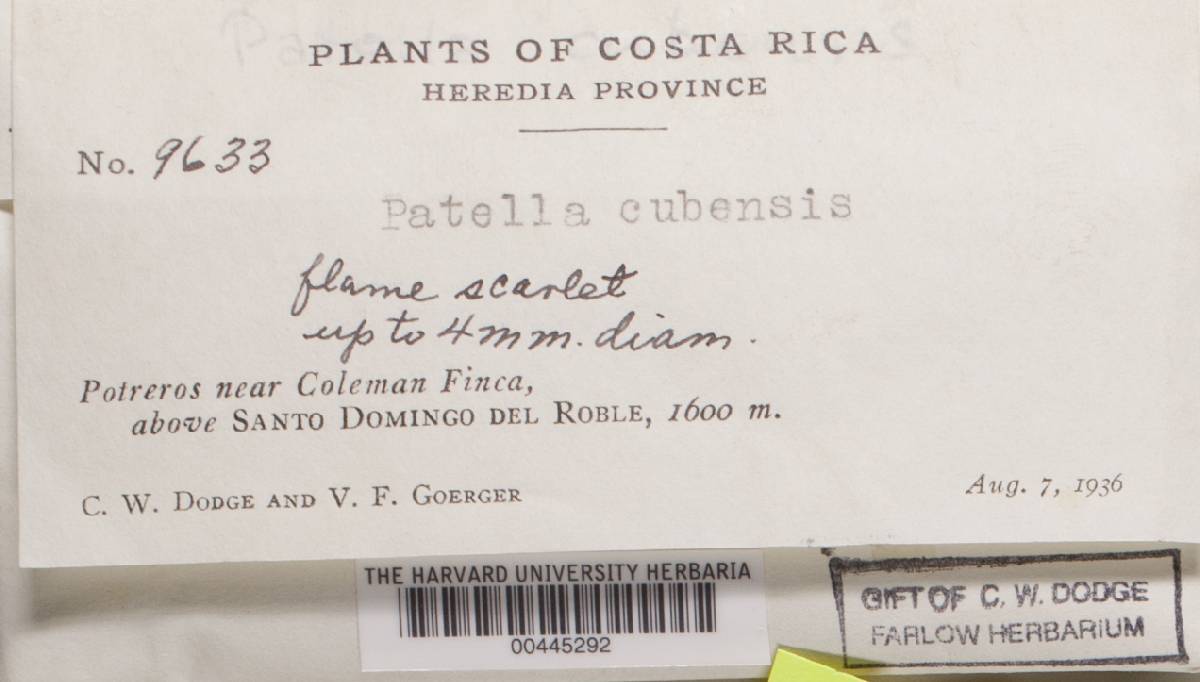 PLANTS OF COSTA RICA
HEREDIA PROVINCE
No. 9633
Patella cubensis
flame scarlet
up to 4mm. diam.
Potreros near Coleman Finca,
above SANTO DOMINGO DEL ROBLE, 1600 m.
C. W. DODGE AND V. F. GOERGER
Aug. 7, 1936
THE HARVARD UNIVERSITY HERBARIA
00445292
GIFT OF C. W. DODGE
FARLOW HERBARIUM